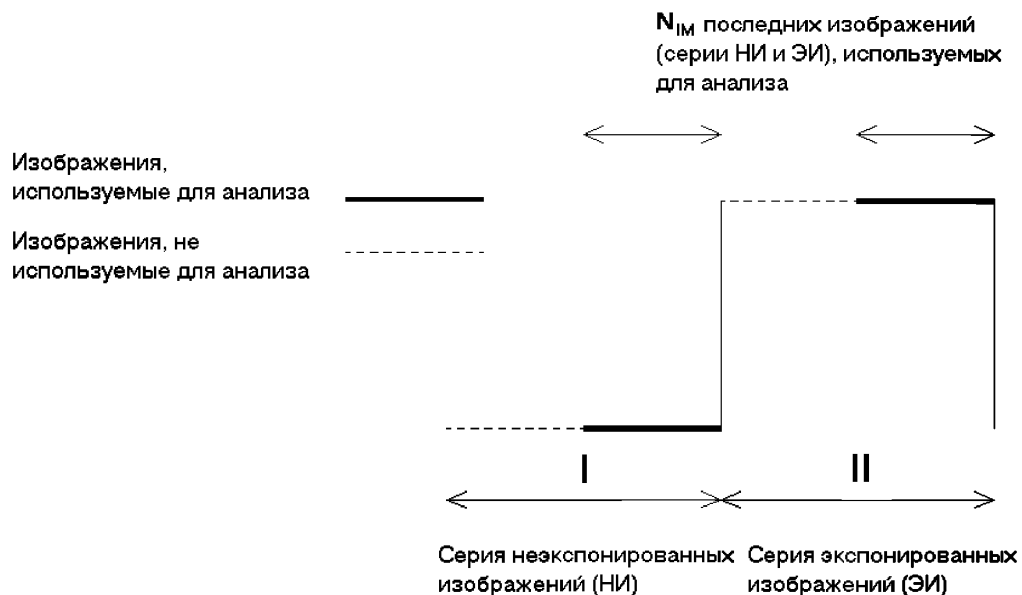 N_IM последних изображений
(серии НИ и ЭИ), используемых
для анализа
Изображения,
используемые для анализа
Изображения, не
используемые для анализа
I
II
Серия неэкспонированных
изображений (НИ)
Серия экспонированных
изображений (ЭИ)